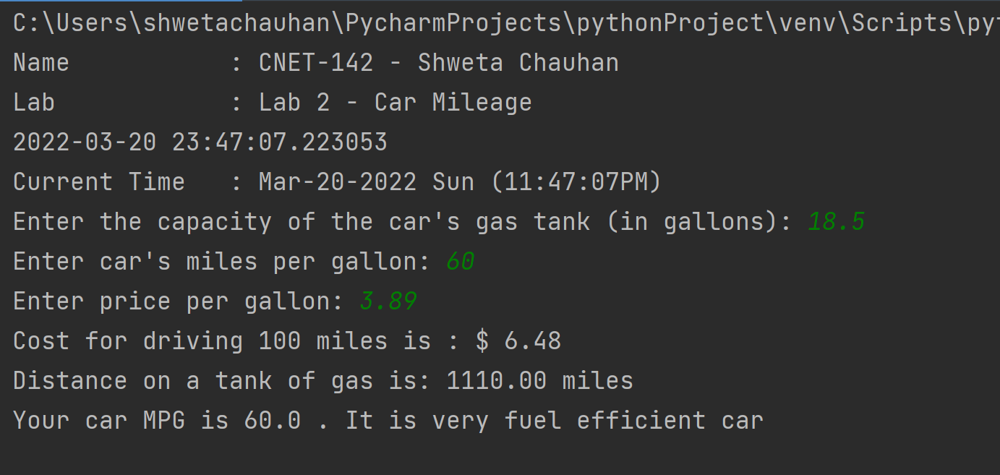 C:\Users\shwetachauhan\PycharmProjects\pythonProject\venv\Scripts\pyt
Name           : CNET-142 - Shweta Chauhan
Lab            : Lab 2 - Car Mileage
2022-03-20 23:47:07.223053
Current Time   : Mar-20-2022 Sun (11:47:07PM)
Enter the capacity of the car's gas tank (in gallons): 18.5
Enter car's miles per gallon: 60
Enter price per gallon: 3.89
Cost for driving 100 miles is : $ 6.48
Distance on a tank of gas is: 1110.00 miles
Your car MPG is 60.0 . It is very fuel efficient car